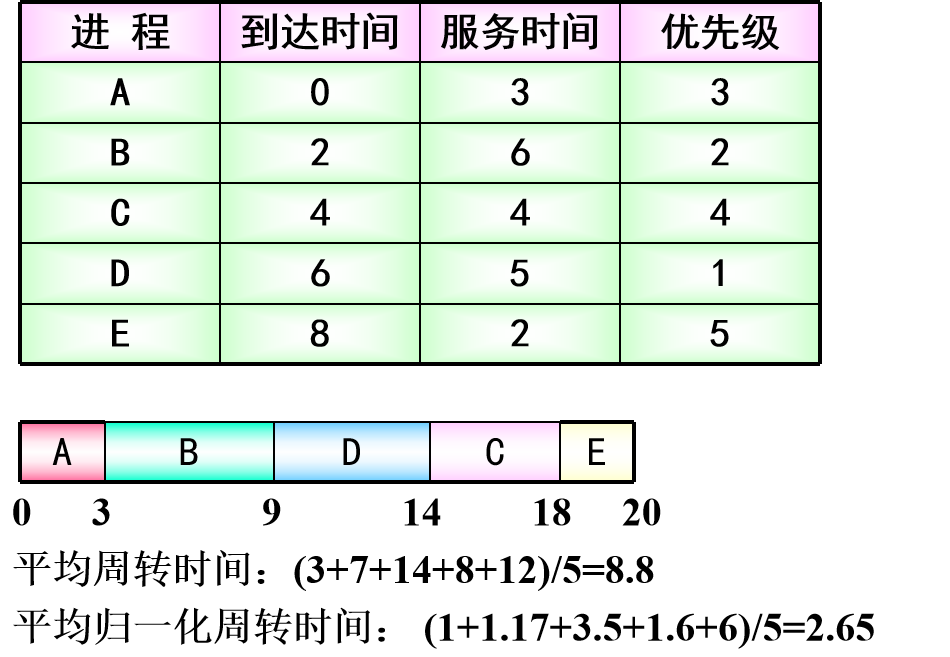 进 程 到达时间 服务时间 优先级
A 0 3 3
B 2 6 2
C 4 4 4
D 6 5 1
E 8 2 5
A B D C E
0 3 9 14 18 20
平均周转时间：(3+7+14+8+12)/5=8.8
平均归一化周转时间： (1+1.17+3.5+1.6+6)/5=2.65